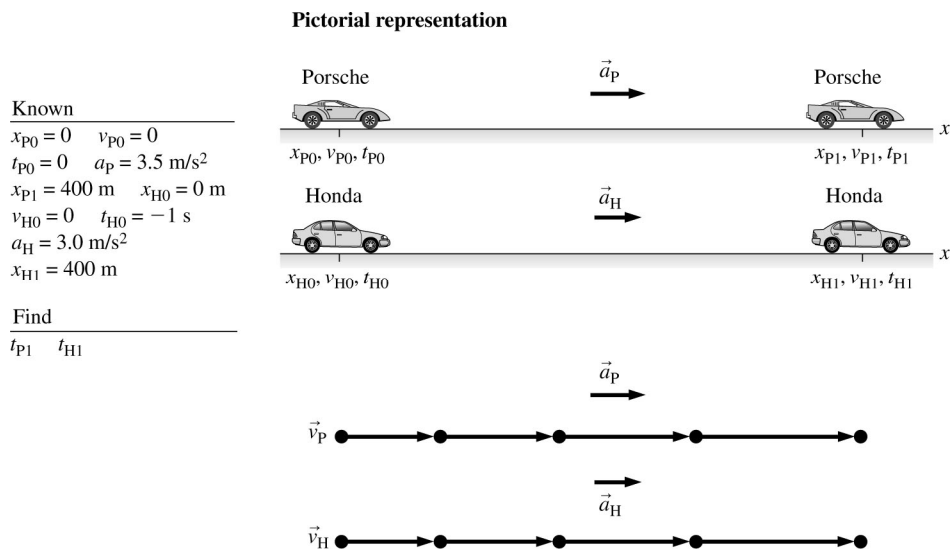 Pictorial representation
Known
x_P0 = 0 v_P0 = 0
t_P0 = 0 a_P = 3.5 m/s²
x_P1 = 400 m x_H0 = 0 m
v_H0 = 0 t_H0 = −1 s
a_H = 3.0 m/s²
x_H1 = 400 m
Find
t_P1 t_H1
Porsche a⃗_P Porsche
x
x_P0, v_P0, t_P0 x_P1, v_P1, t_P1
Honda a⃗_H Honda
x
x_H0, v_H0, t_H0 x_H1, v_H1, t_H1
a⃗_P
v⃗_P
a⃗_H
v⃗_H